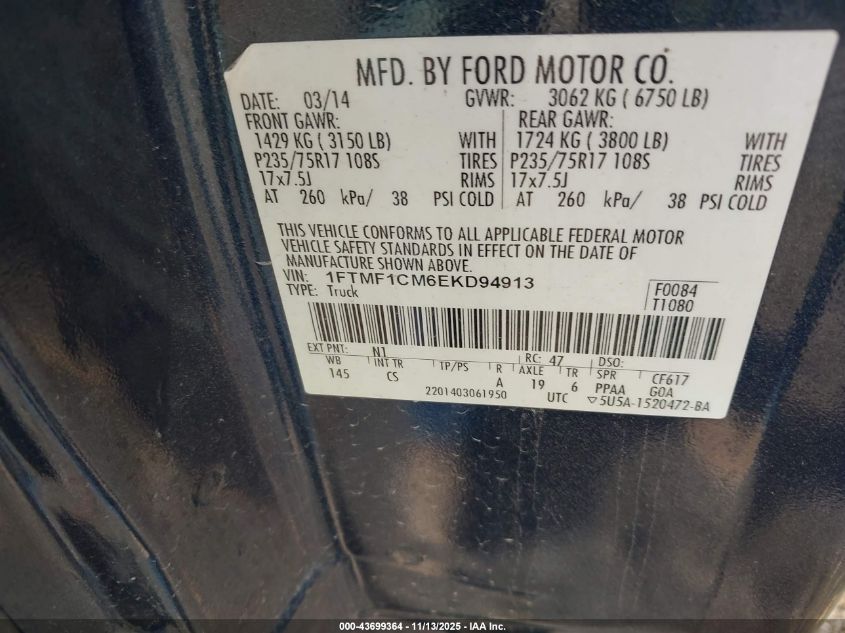 MFD. BY FORD MOTOR CO.
DATE: 03/14 GVWR: 3062 KG ( 6750 LB)
FRONT GAWR: REAR GAWR:
1429 KG ( 3150 LB) WITH 1724 KG ( 3800 LB) WITH
P235/75R17 108S TIRES P235/75R17 108S TIRES
17x7.5J RIMS 17x7.5J RIMS
AT 260 kPa/ 38 PSI COLD AT 260 kPa/ 38 PSI COLD
THIS VEHICLE CONFORMS TO ALL APPLICABLE FEDERAL MOTOR
VEHICLE SAFETY STANDARDS IN EFFECT ON THE DATE OF
MANUFACTURE SHOWN ABOVE.
VIN: 1FTMF1CM6EKD94913 F0084
TYPE: Truck T1080
EXT PNT: N1 RC: 47 DSO:
WB INT TR TP/PS R AXLE TR SPR CF617
145 CS A 19 6 PPAA GOA
2201403061950 UTC ▽5U5A-1520472-BA
000-43699364 - 11/13/2025 - IAA Inc.